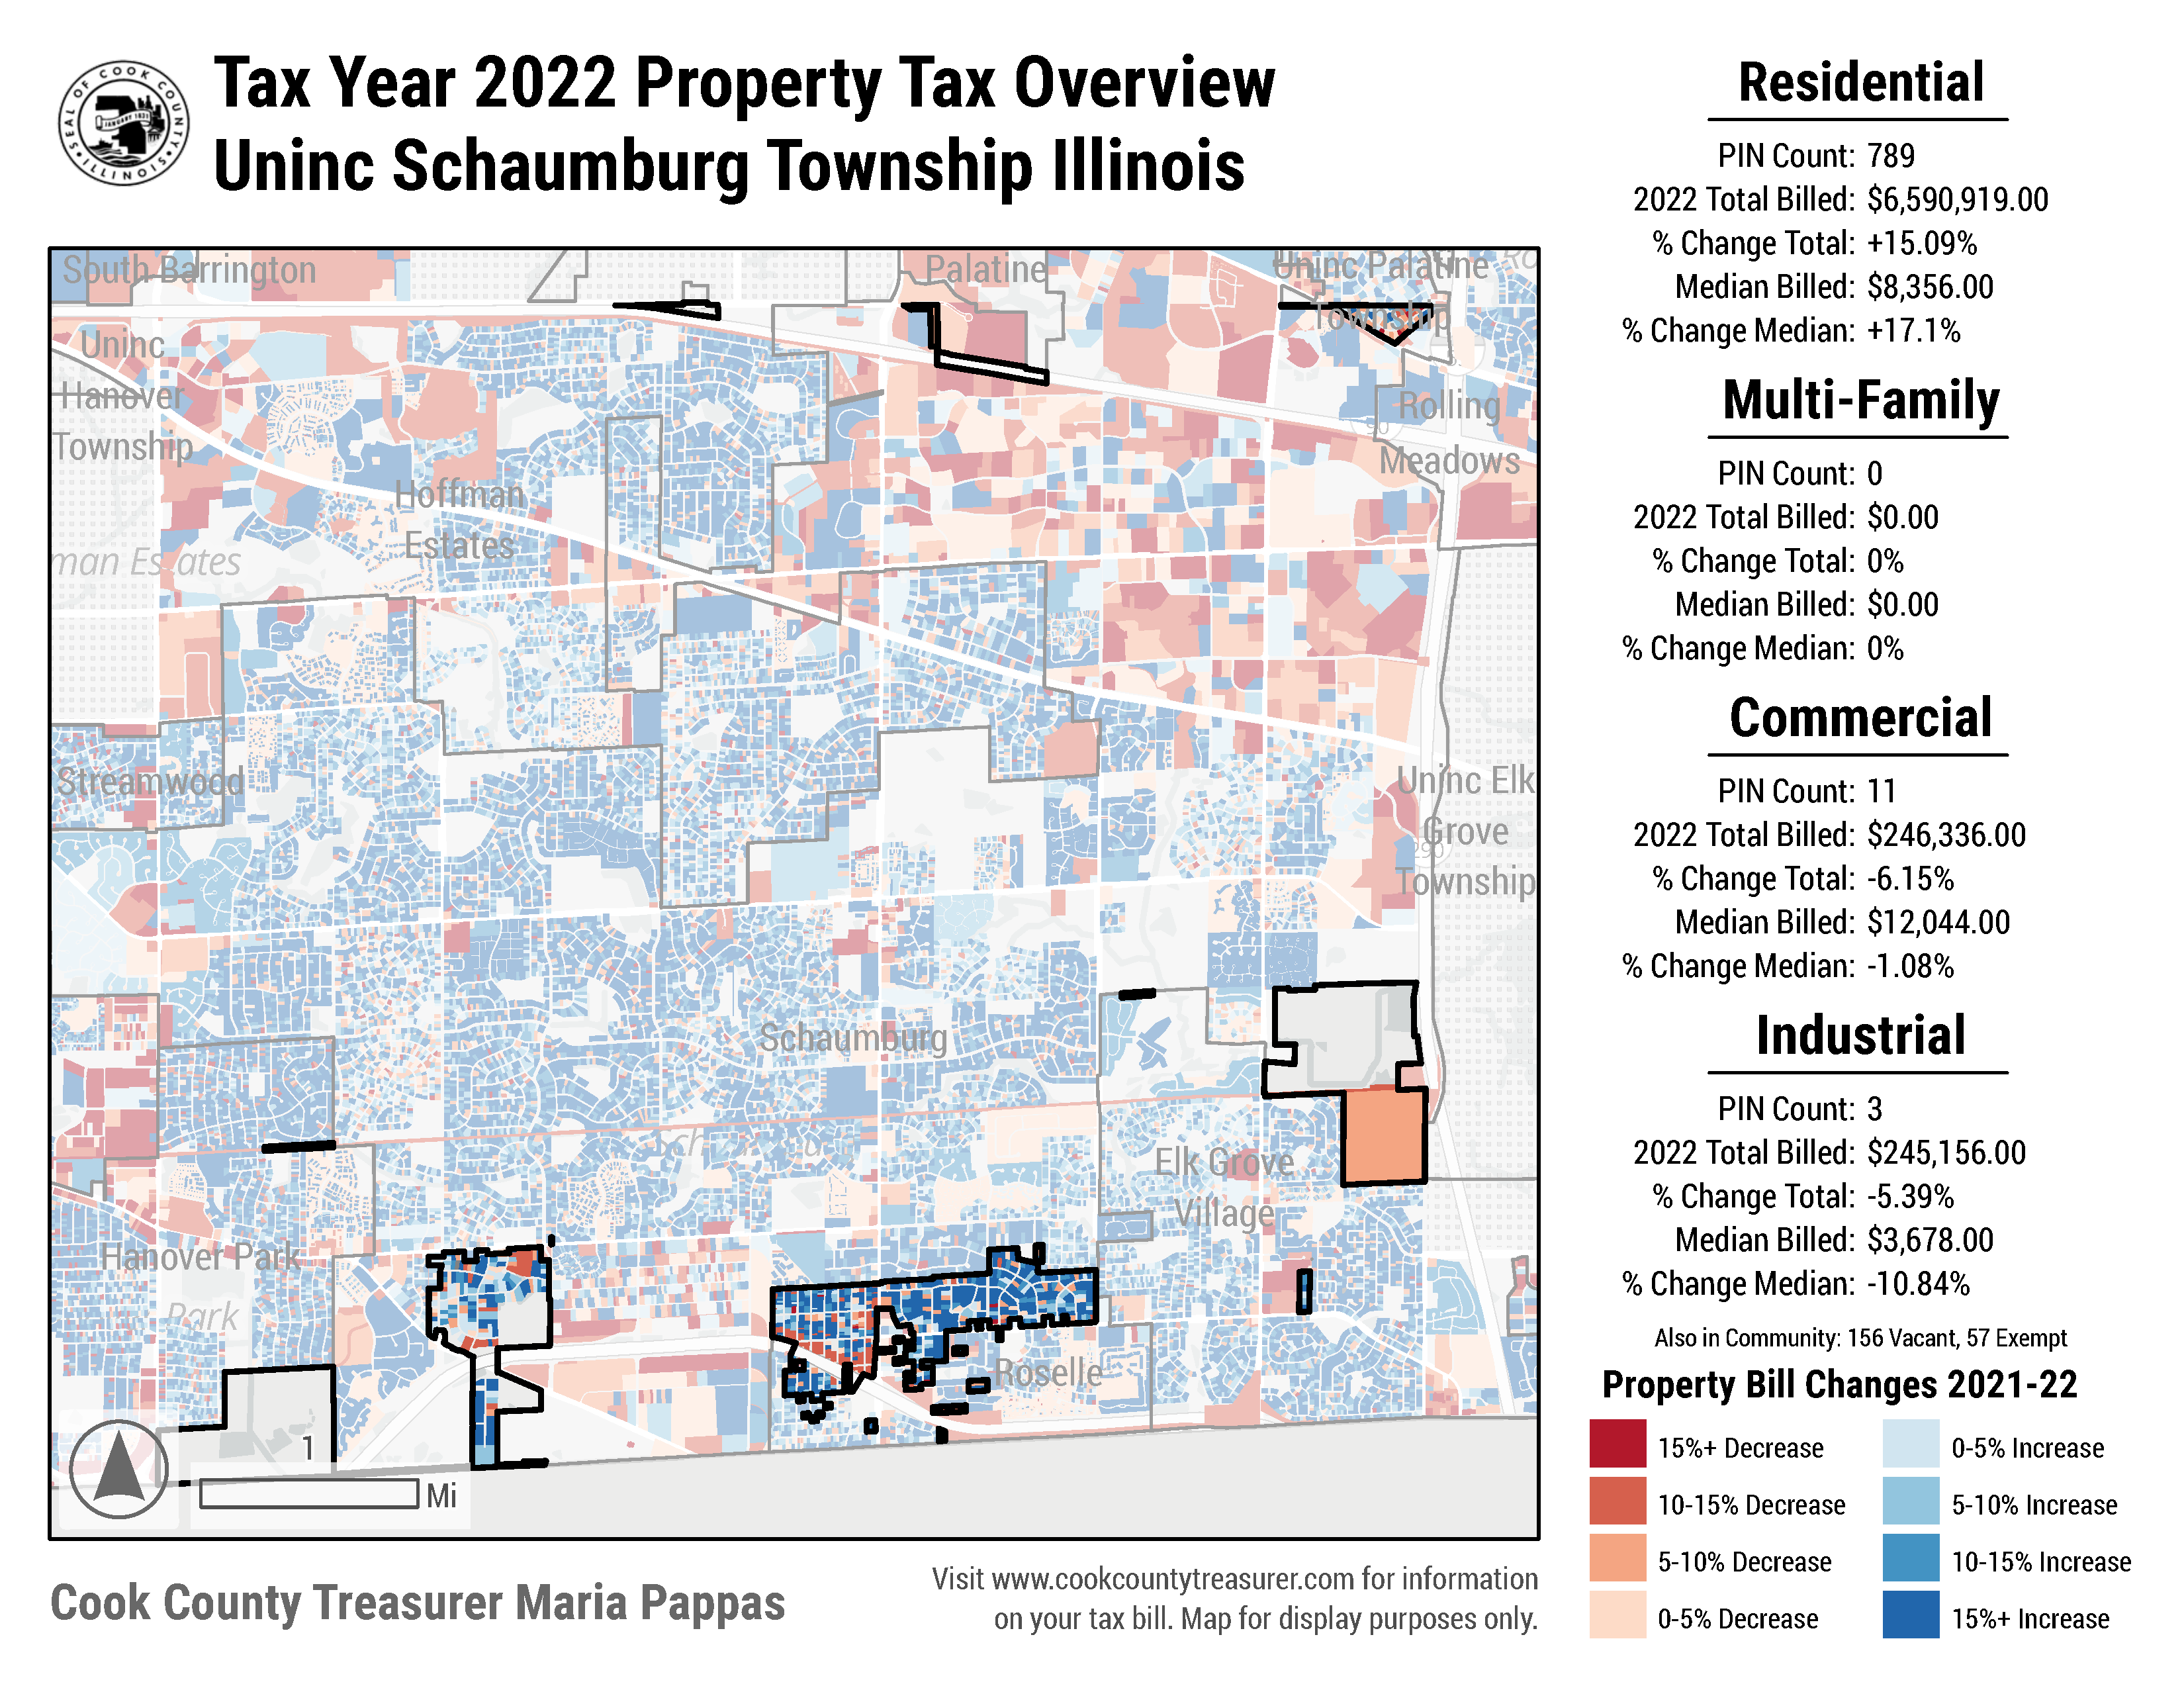 SEAL OF COOK COUNTY
ILLINOIS
JANUARY 1831
Tax Year 2022 Property Tax Overview
Uninc Schaumburg Township Illinois
South Barrington
Palatine
Uninc Palatine
Township
Uninc
Hanover
Township
Rolling
Meadows
90
Hoffman
Estates
man Estates
Streamwood
Uninc Elk
Grove
Township
290
Schaumburg
Schaumburg
Elk Grove
Village
Hanover Park
Park
Roselle
1
Mi
Residential
PIN Count: 789
2022 Total Billed: $6,590,919.00
% Change Total: +15.09%
Median Billed: $8,356.00
% Change Median: +17.1%
Multi-Family
PIN Count: 0
2022 Total Billed: $0.00
% Change Total: 0%
Median Billed: $0.00
% Change Median: 0%
Commercial
PIN Count: 11
2022 Total Billed: $246,336.00
% Change Total: -6.15%
Median Billed: $12,044.00
% Change Median: -1.08%
Industrial
PIN Count: 3
2022 Total Billed: $245,156.00
% Change Total: -5.39%
Median Billed: $3,678.00
% Change Median: -10.84%
Also in Community: 156 Vacant, 57 Exempt
Property Bill Changes 2021-22
15%+ Decrease
10-15% Decrease
5-10% Decrease
0-5% Decrease
0-5% Increase
5-10% Increase
10-15% Increase
15%+ Increase
Cook County Treasurer Maria Pappas
Visit www.cookcountytreasurer.com for information
on your tax bill. Map for display purposes only.